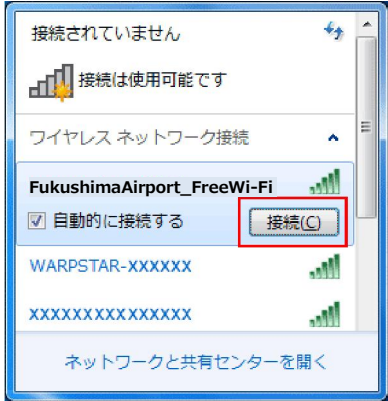 接続されていません
接続は使用可能です
ワイヤレス ネットワーク接続
FukushimaAirport_FreeWi-Fi
自動的に接続する 接続(C)
WARPSTAR-XXXXXX
XXXXXXXXXXXXXXX
ネットワークと共有センターを開く